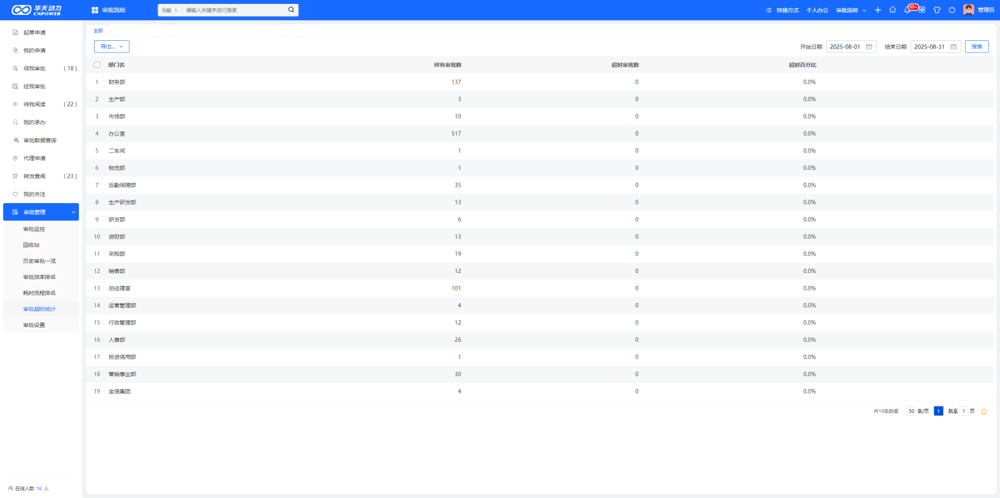 华天动力
CNPOWER
审批流转
功能
请输入关键字进行搜索
快捷方式 个人办公 审批流转
99+
管理员
起草申请
我的申请
待我审批 ( 18 )
经我审批
待我阅读 ( 22 )
我的承办
审批数据查询
代理申请
转发查阅 ( 23 )
我的关注
审批管理
审批监控
回收站
历史审批一览
审批效率排名
耗时流程排名
审批超时统计
审批设置
在线人数 16 人
全部
导出...
开始日期 2025-08-01 结束日期 2025-08-31 搜索
部门名 所有审批数 超时审批数 超时百分比
1 财务部 137 0 0.0%
2 生产部 3 0 0.0%
3 市场部 10 0 0.0%
4 办公室 517 0 0.0%
5 二车间 1 0 0.0%
6 物流部 1 0 0.0%
7 后勤保障部 35 0 0.0%
8 生产研发部 13 0 0.0%
9 研发部 6 0 0.0%
10 资财部 13 0 0.0%
11 采购部 19 0 0.0%
12 销售部 12 0 0.0%
13 总经理室 101 0 0.0%
14 运营管理部 4 0 0.0%
15 行政管理部 12 0 0.0%
16 人事部 26 0 0.0%
17 投资信用部 1 0 0.0%
18 营销事业部 30 0 0.0%
19 金信集团 4 0 0.0%
共19条数据 50 条/页 1 跳至 1 页